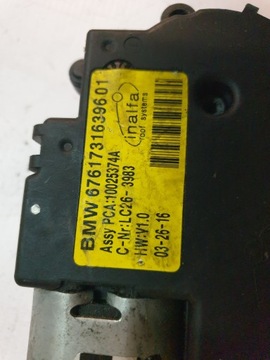 BMW 67617316396.01
Assy PCA:10025374A
C-Nr:LC26-3983
HW:V1.0
03-26-16
inalfa
roof systems